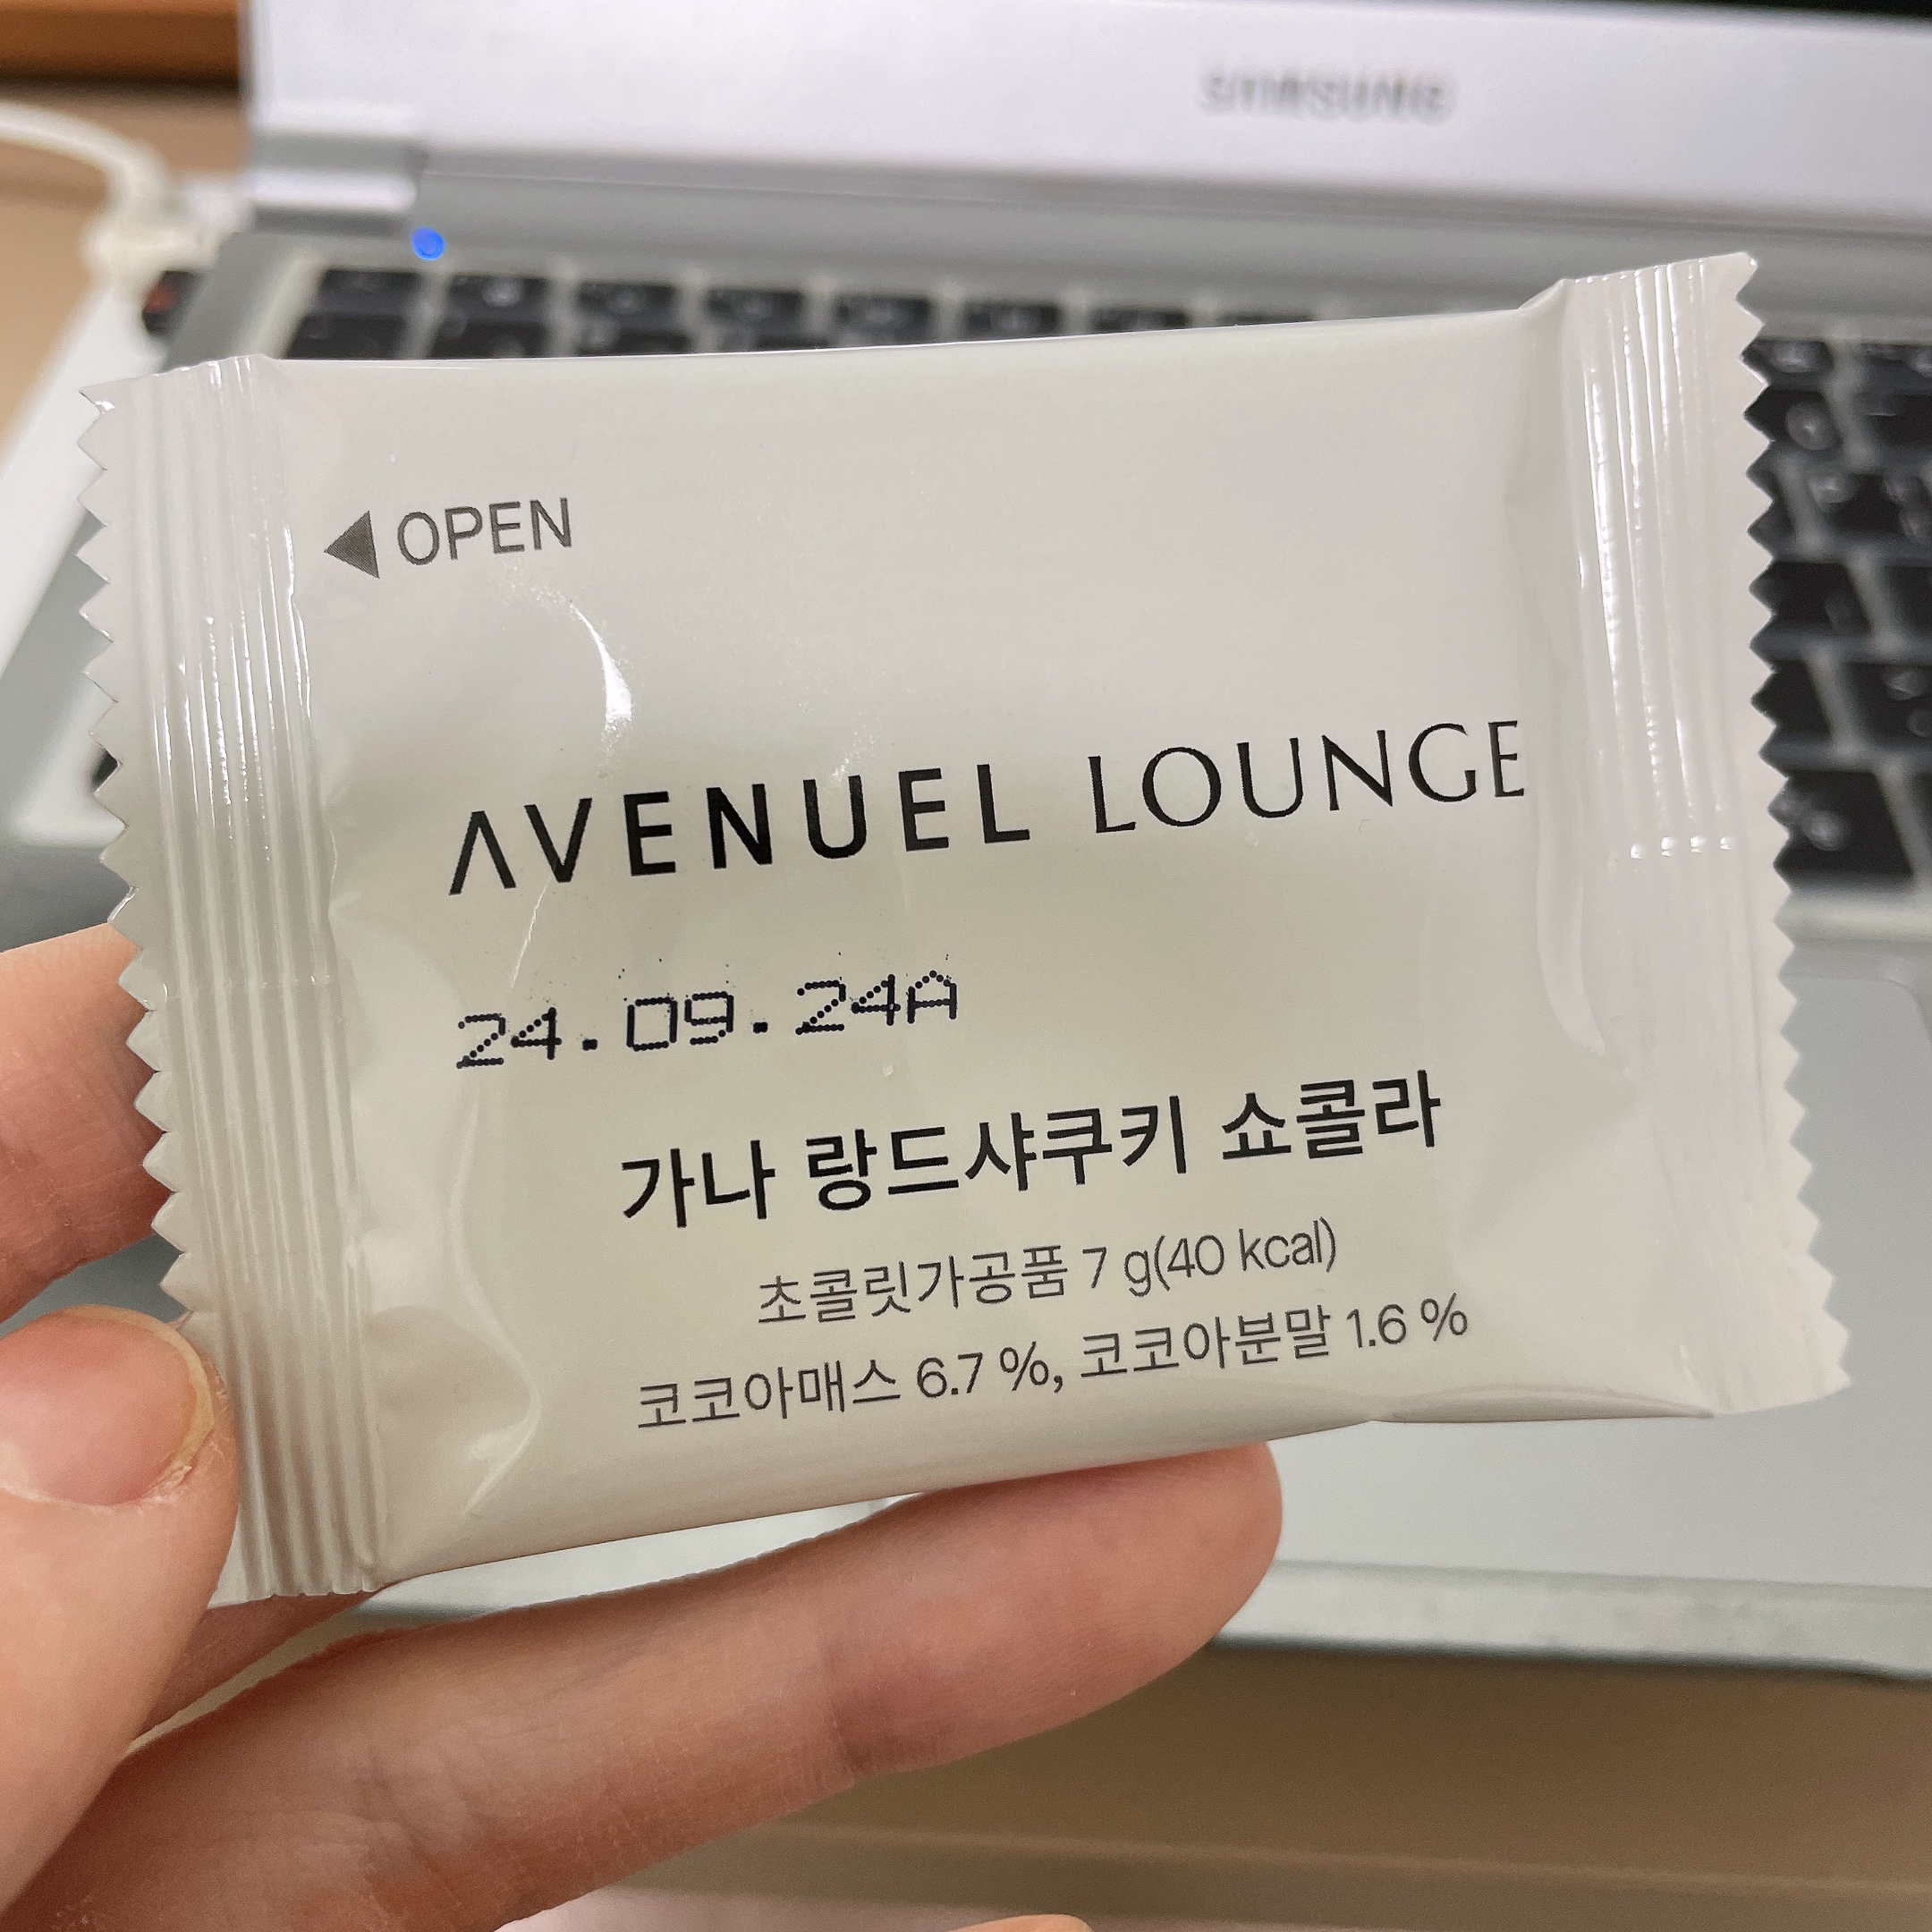 SAMSUNG
◀ OPEN
AVENUEL LOUNGE
24.09.24A
가나 랑드샤쿠키 쇼콜라
초콜릿가공품 7 g(40 kcal)
코코아매스 6.7 %, 코코아분말 1.6 %